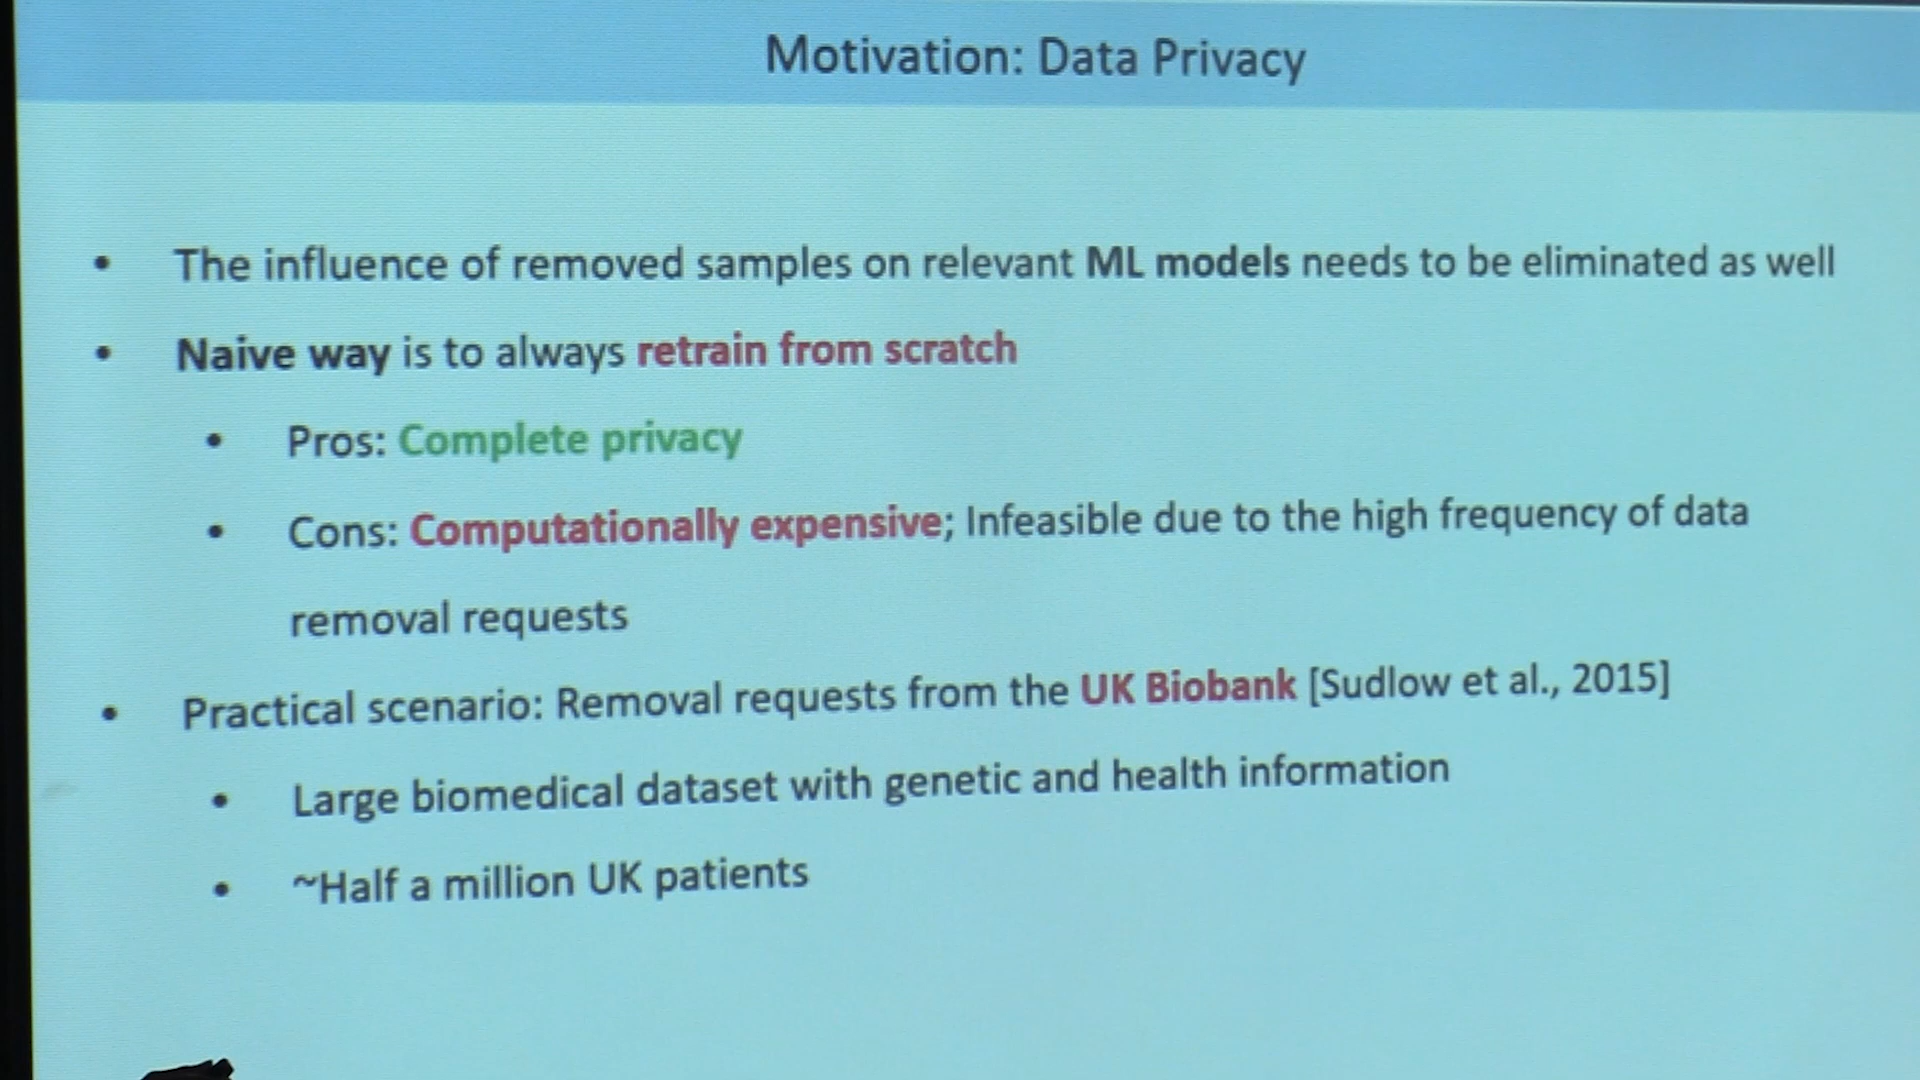 Motivation: Data Privacy
• The influence of removed samples on relevant ML models needs to be eliminated as well
• Naive way is to always retrain from scratch
• Pros: Complete privacy
• Cons: Computationally expensive; Infeasible due to the high frequency of data
removal requests
• Practical scenario: Removal requests from the UK Biobank [Sudlow et al., 2015]
• Large biomedical dataset with genetic and health information
• ~Half a million UK patients